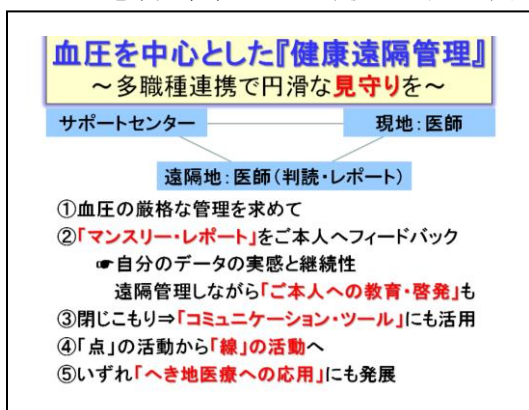 血圧を中心とした『健康遠隔管理』
～多職種連携で円滑な見守りを～
サポートセンター
現地：医師
遠隔地：医師（判読・レポート）
①血圧の厳格な管理を求めて
②「マンスリー・レポート」をご本人へフィードバック
☛自分のデータの実感と継続性
遠隔管理しながら「ご本人への教育・啓発」も
③閉じこもり⇒「コミュニケーション・ツール」にも活用
④「点」の活動から「線」の活動へ
⑤いずれ「へき地医療への応用」にも発展